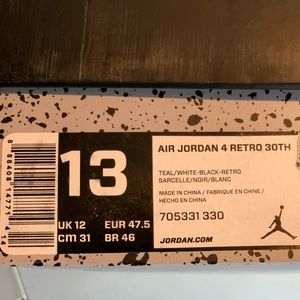 13
UK 12 EUR 47.5
CM 31 BR 46
AIR JORDAN 4 RETRO 30TH
TEAL/WHITE-BLACK-RETRO
SARCELLE/NOIR/BLANC
MADE IN CHINA / FABRIQUE EN CHINE /
HECHO EN CHINA
705331 330
JORDAN.COM